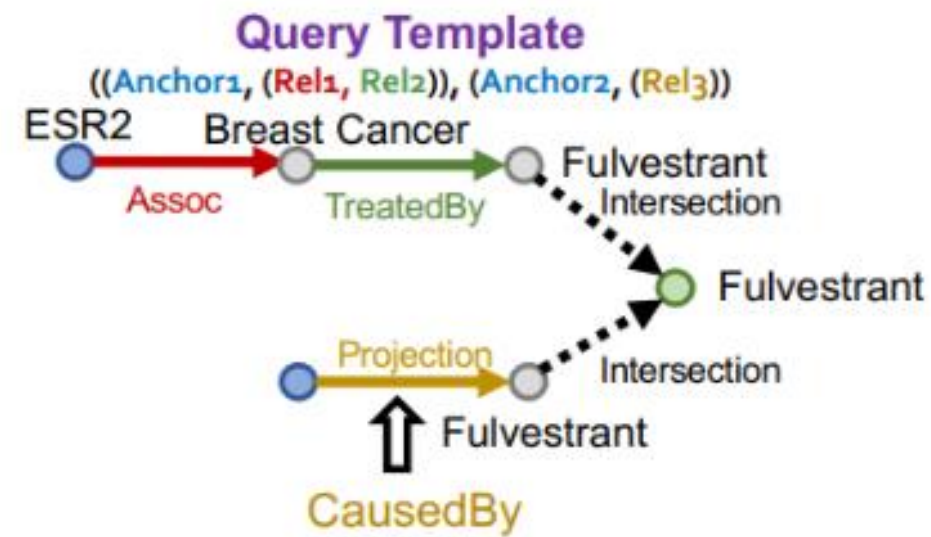 Query Template
((Anchor1, (Rel1, Rel2)), (Anchor2, (Rel3))
ESR2
Breast Cancer
Fulvestrant
Assoc
TreatedBy
Intersection
Fulvestrant
Projection
Intersection
Fulvestrant
CausedBy